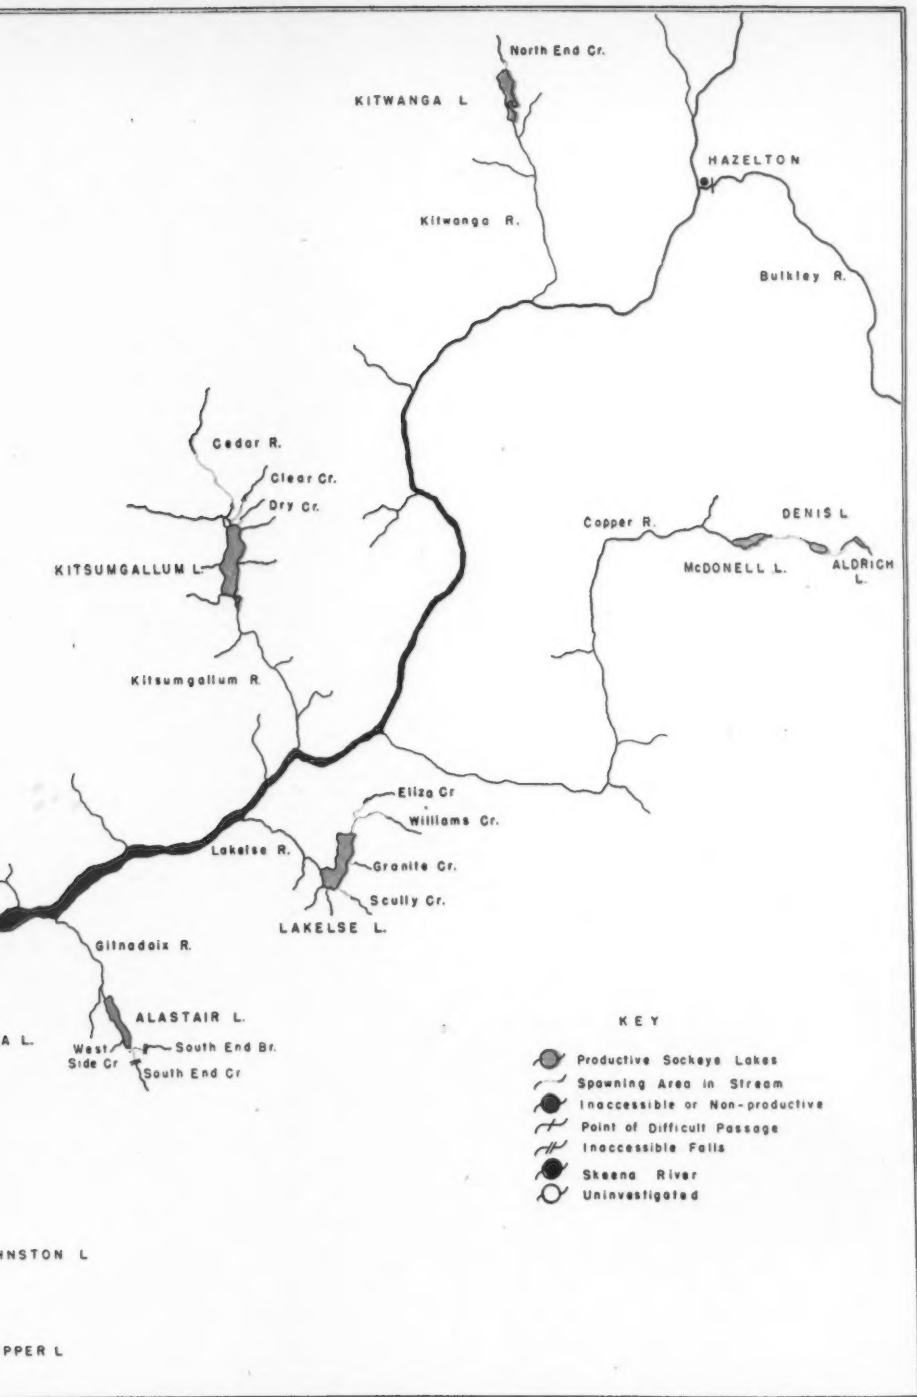 North End Cr.
KITWANGA L
HAZELTON
Kitwanga R.
Bulkley R.
Cedar R.
Clear Cr.
Dry Cr.
Copper R.
DENIS L
KITSUMGALLUM L.
McDONELL L.
ALDRICH
L.
Kitsumgallum R.
Eliza Cr
Williams Cr.
Lakelse R.
Granite Cr.
Scully Cr.
LAKELSE L.
Gitnadoix R.
ALASTAIR L.
A L.
West
Side Cr
South End Br.
South End Cr
KEY
Productive Sockeye Lakes
Spawning Area in Stream
Inaccessible or Non-productive
Point of Difficult Passage
Inaccessible Falls
Skeena River
Uninvestigated
HNSTON L
PPER L